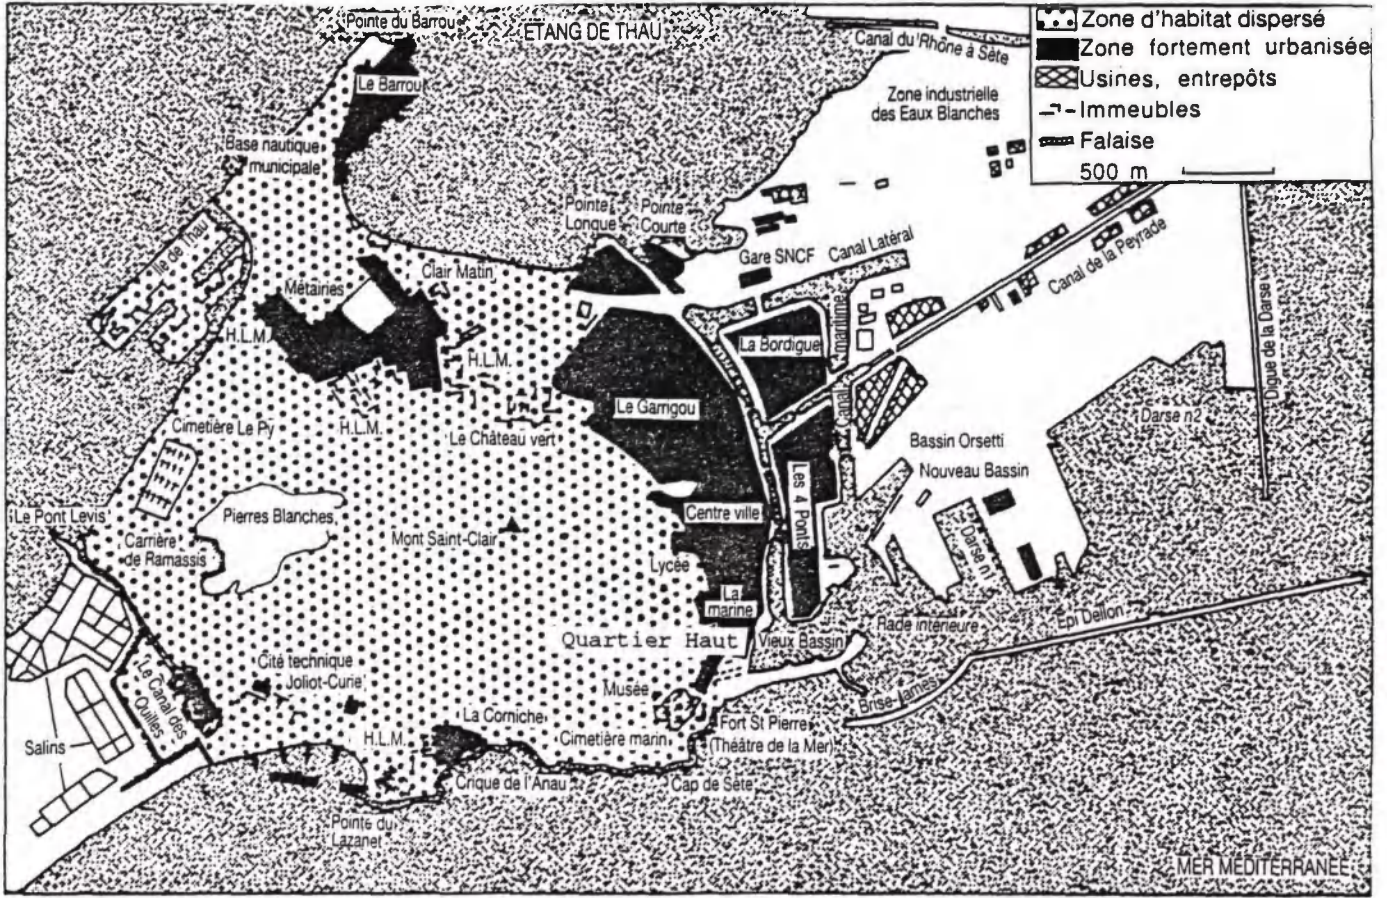 Pointe du Barrou
ETANG DE THAU
Canal du Rhône à Sète
Zone d'habitat dispersé
Zone fortement urbanisée
Usines, entrepôts
Immeubles
Falaise
500 m
Le Barrou
Zone industrielle
des Eaux Blanches
Base nautique
municipale
Pointe
Longue
Pointe
Courte
Ile de Thau
Gare SNCF
Canal Latéral
Canal de la Peyrade
Clair Matin
Métairies
H.L.M.
La Bordigue
maritime
Canal
Digue de la Darse
H.L.M.
Le Garrigou
Darse n2
Cimetière Le Py
H.L.M.
Le Château vert
Bassin Orsetti
Nouveau Bassin
Les 4 Ponts
Le Pont Levis
Pierres Blanches
Centre ville
Carrière
de Ramassis
Mont Saint-Clair
Darse n1
Lycée
La
marine
Quartier Haut
Vieux Bassin
Rade intérieure
Epi Dellon
Cité technique
Joliot-Curie
Le Canal des
Quilles
Musée
Brise-lames
La Corniche
Salins
H.L.M.
Cimetière marin
Fort St Pierre
(Théâtre de la Mer)
Crique de l'Anau
Cap de Sète
Pointe du
Lazaret
MER MEDITERRANEE